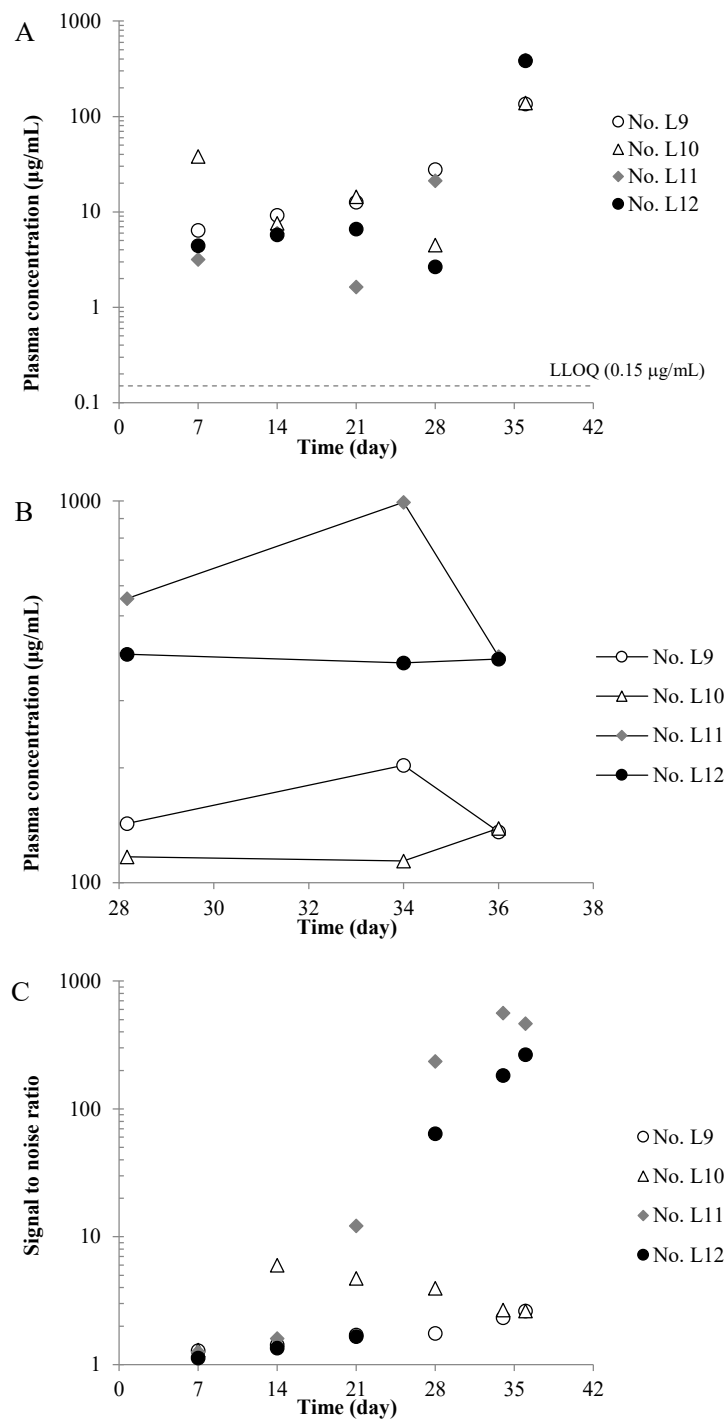 A
Plasma concentration (µg/mL)
1000
100
10
1
0.1
LLOQ (0.15 µg/mL)
0 7 14 21 28 35 42
Time (day)
No. L9
No. L10
No. L11
No. L12
B
Plasma concentration (µg/mL)
1000
100
28 30 32 34 36 38
Time (day)
No. L9
No. L10
No. L11
No. L12
C
Signal to noise ratio
1000
100
10
1
0 7 14 21 28 35 42
Time (day)
No. L9
No. L10
No. L11
No. L12